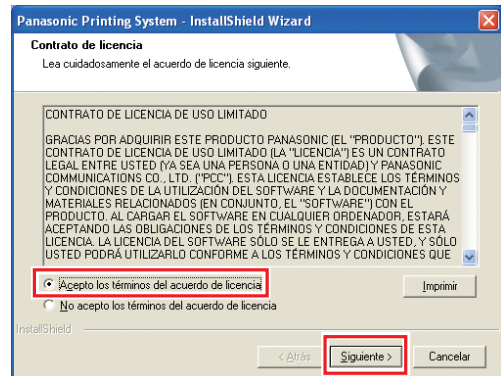 Panasonic Printing System - InstallShield Wizard
Contrato de licencia
Lea cuidadosamente el acuerdo de licencia siguiente.
CONTRATO DE LICENCIA DE USO LIMITADO
GRACIAS POR ADQUIRIR ESTE PRODUCTO PANASONIC (EL "PRODUCTO"). ESTE
CONTRATO DE LICENCIA DE USO LIMITADO (LA "LICENCIA") ES UN CONTRATO
LEGAL ENTRE USTED (YA SEA UNA PERSONA O UNA ENTIDAD) Y PANASONIC
COMMUNICATIONS CO., LTD. ("PCC"). ESTA LICENCIA ESTABLECE LOS TÉRMINOS
Y CONDICIONES DE LA UTILIZACIÓN DEL SOFTWARE Y LA DOCUMENTACIÓN Y
MATERIALES RELACIONADOS (EN CONJUNTO, EL "SOFTWARE") CON EL
PRODUCTO. AL CARGAR EL SOFTWARE EN CUALQUIER ORDENADOR, ESTARÁ
ACEPTANDO LAS OBLIGACIONES DE LOS TÉRMINOS Y CONDICIONES DE ESTA
LICENCIA. LA LICENCIA DEL SOFTWARE SÓLO SE LE ENTREGA A USTED, Y SÓLO
USTED PODRÁ UTILIZARLO CONFORME A LOS TÉRMINOS Y CONDICIONES QUE
Acepto los términos del acuerdo de licencia
Imprimir
No acepto los términos del acuerdo de licencia
InstallShield
< Atrás Siguiente > Cancelar